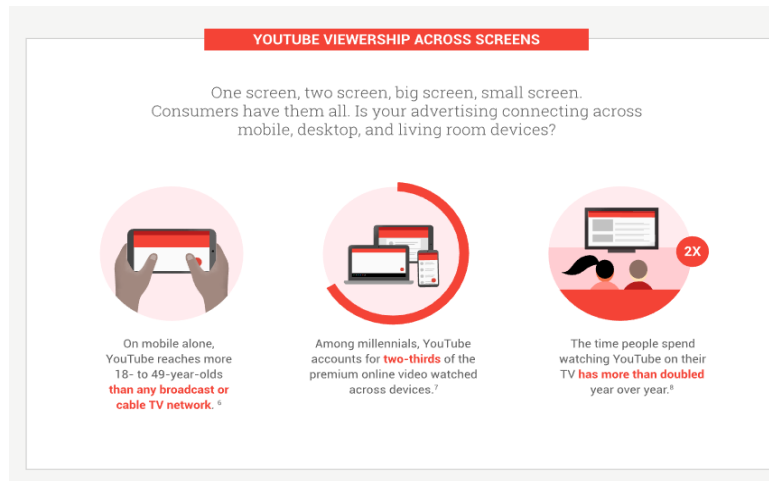 YOUTUBE VIEWERSHIP ACROSS SCREENS
One screen, two screen, big screen, small screen.
Consumers have them all. Is your advertising connecting across
mobile, desktop, and living room devices?
On mobile alone,
YouTube reaches more
18- to 49-year-olds
than any broadcast or
cable TV network. 6
Among millennials, YouTube
accounts for two-thirds of the
premium online video watched
across devices.7
2X
The time people spend
watching YouTube on their
TV has more than doubled
year over year.8